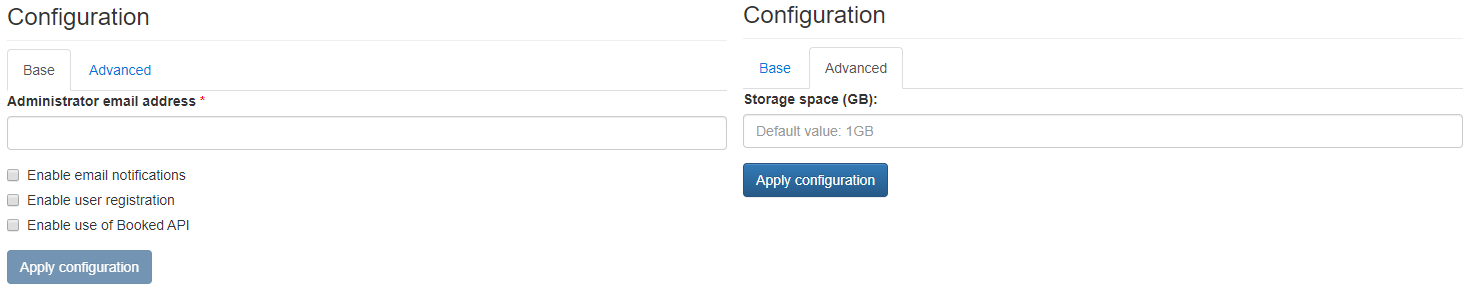 Configuration
Base
Advanced
Administrator email address *
Enable email notifications
Enable user registration
Enable use of Booked API
Apply configuration
Configuration
Base
Advanced
Storage space (GB):
Default value: 1GB
Apply configuration